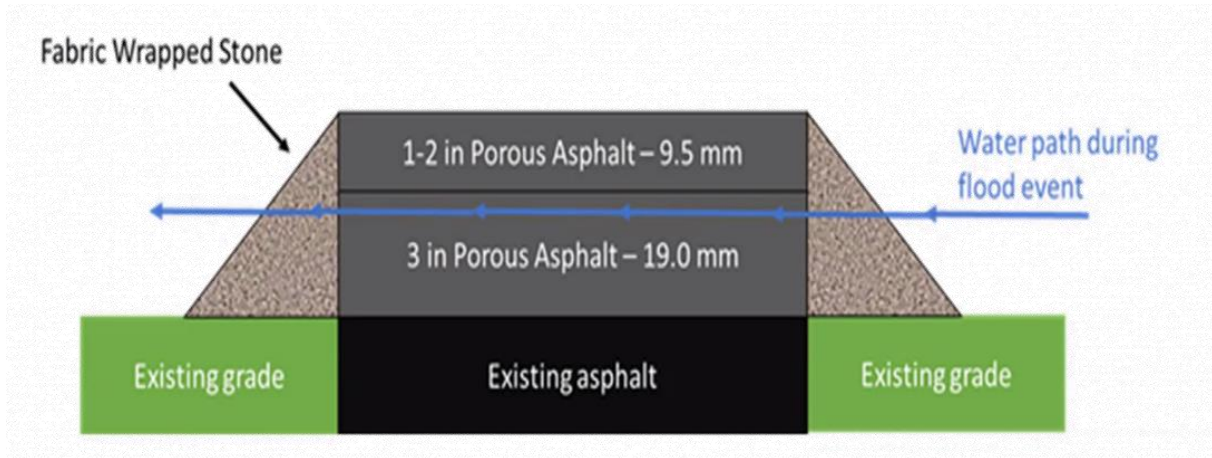 Fabric Wrapped Stone
1-2 in Porous Asphalt – 9.5 mm
Water path during
flood event
3 in Porous Asphalt – 19.0 mm
Existing grade
Existing asphalt
Existing grade